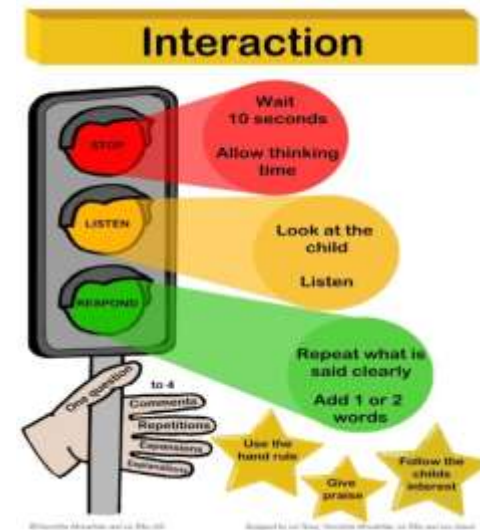 Interaction
STOP
Wait
10 seconds
Allow thinking
time
LISTEN
Look at the
child
Listen
RESPOND
Repeat what is
said clearly
Add 1 or 2
words
One question
to 4
Comments
Repetitions
Expansions
Explanations
Use the
hand rule
Give
praise
Follow the
childs
interest